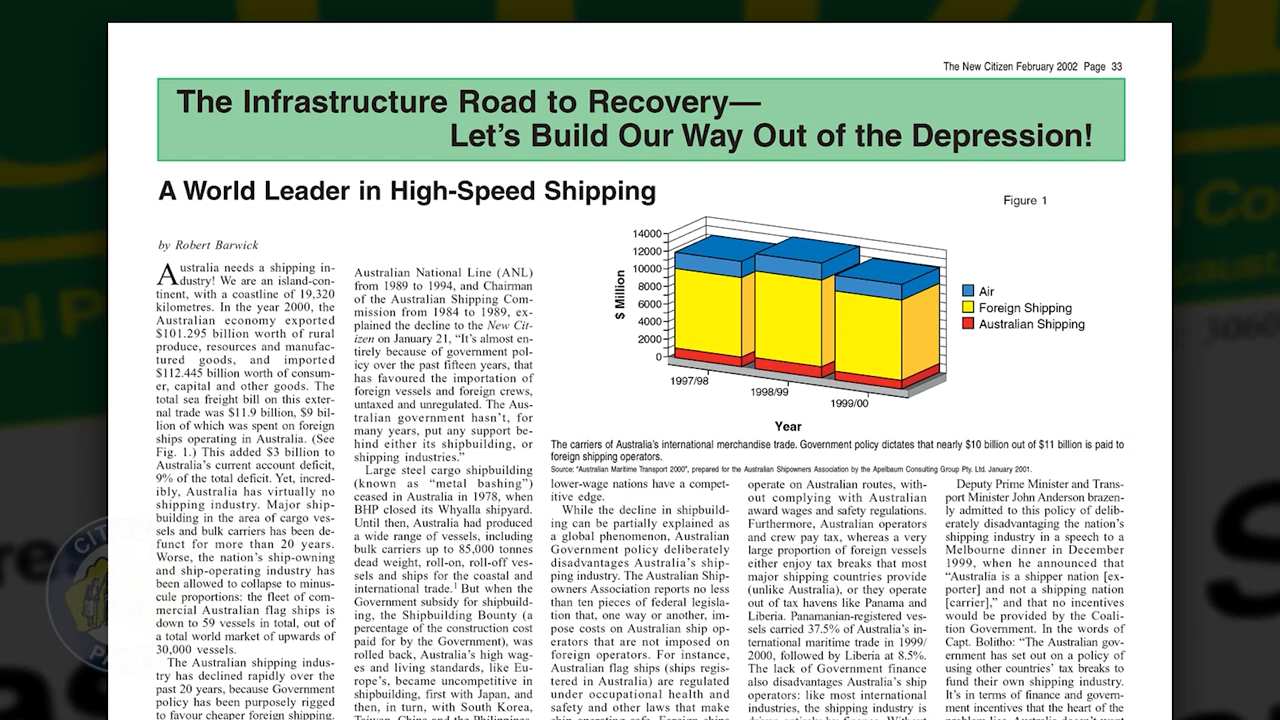 The New Citizen February 2002 Page 33
The Infrastructure Road to Recovery—
Let's Build Our Way Out of the Depression!
A World Leader in High-Speed Shipping
by Robert Barwick
Australia needs a shipping in-
dustry! We are an island-con-
tinent, with a coastline of 19,320
kilometres. In the year 2000, the
Australian economy exported
$101.295 billion worth of rural
produce, resources and manufac-
tured goods, and imported
$112.445 billion worth of consum-
er, capital and other goods. The
total sea freight bill on this exter-
nal trade was $11.9 billion, $9 bil-
lion of which was spent on foreign
ships operating in Australia. (See
Fig. 1.) This added $3 billion to
Australia's current account deficit,
9% of the total deficit. Yet, incred-
ibly, Australia has virtually no
shipping industry. Major ship-
building in the area of cargo ves-
sels and bulk carriers has been de-
funct for more than 20 years.
Worse, the nation's ship-owning
and ship-operating industry has
been allowed to collapse to minus-
cule proportions: the fleet of com-
mercial Australian flag ships is
down to 59 vessels in total, out of
a total world market of upwards of
30,000 vessels.
The Australian shipping indus-
try has declined rapidly over the
past 20 years, because Government
policy has been purposely rigged
to favour cheaper foreign shipping.
Australian National Line (ANL)
from 1989 to 1994, and Chairman
of the Australian Shipping Com-
mission from 1984 to 1989, ex-
plained the decline to the New Cit-
izen on January 21, "It's almost en-
tirely because of government pol-
icy over the past fifteen years, that
has favoured the importation of
foreign vessels and foreign crews,
untaxed and unregulated. The Aus-
tralian government hasn't, for
many years, put any support be-
hind either its shipbuilding, or
shipping industries."
Large steel cargo shipbuilding
(known as "metal bashing")
ceased in Australia in 1978, when
BHP closed its Whyalla shipyard.
Until then, Australia had produced
a wide range of vessels, including
bulk carriers up to 85,000 tonnes
dead weight, roll-on, roll-off ves-
sels and ships for the coastal and
international trade.1 But when the
Government subsidy for shipbuild-
ing, the Shipbuilding Bounty (a
percentage of the construction cost
paid for by the Government), was
rolled back, Australia's high wag-
es and living standards, like Eu-
rope's, became uncompetitive in
shipbuilding, first with Japan, and
then, in turn, with South Korea,
Taiwan, China and the Philippines.
Figure 1
14000
12000
10000
8000
6000
4000
2000
0
$ Million
1997/98
1998/99
1999/00
Year
Air
Foreign Shipping
Australian Shipping
The carriers of Australia's international merchandise trade. Government policy dictates that nearly $10 billion out of $11 billion is paid to
foreign shipping operators.
Source: "Australian Maritime Transport 2000", prepared for the Australian Shipowners Association by the Apelbaum Consulting Group Pty. Ltd. January 2001.
lower-wage nations have a compet-
itive edge.
While the decline in shipbuild-
ing can be partially explained as
a global phenomenon, Australian
Government policy deliberately
disadvantages Australia's ship-
ping industry. The Australian Ship-
owners Association reports no less
than ten pieces of federal legisla-
tion that, one way or another, im-
pose costs on Australian ship op-
erators that are not imposed on
foreign operators. For instance,
Australian flag ships (ships regis-
tered in Australia) are regulated
under occupational health and
safety and other laws that make
ship operating safe. Foreign ships
operate on Australian routes, with-
out complying with Australian
award wages and safety regulations.
Furthermore, Australian operators
and crew pay tax, whereas a very
large proportion of foreign vessels
either enjoy tax breaks that most
major shipping countries provide
(unlike Australia), or they operate
out of tax havens like Panama and
Liberia. Panamanian-registered ves-
sels carried 37.5% of Australia's in-
ternational maritime trade in 1999/
2000, followed by Liberia at 8.5%.
The lack of Government finance
also disadvantages Australia's ship
operators: like most international
industries, the shipping industry is
driven entirely by finance. Without
Deputy Prime Minister and Trans-
port Minister John Anderson brazen-
ly admitted to this policy of delib-
erately disadvantaging the nation's
shipping industry in a speech to a
Melbourne dinner in December
1999, when he announced that
"Australia is a shipper nation [ex-
porter] and not a shipping nation
[carrier]," and that no incentives
would be provided by the Coali-
tion Government. In the words of
Capt. Bolitho: "The Australian gov-
ernment has set out on a policy of
using other countries' tax breaks to
fund their own shipping industry.
It's in terms of finance and govern-
ment incentives that the heart of the